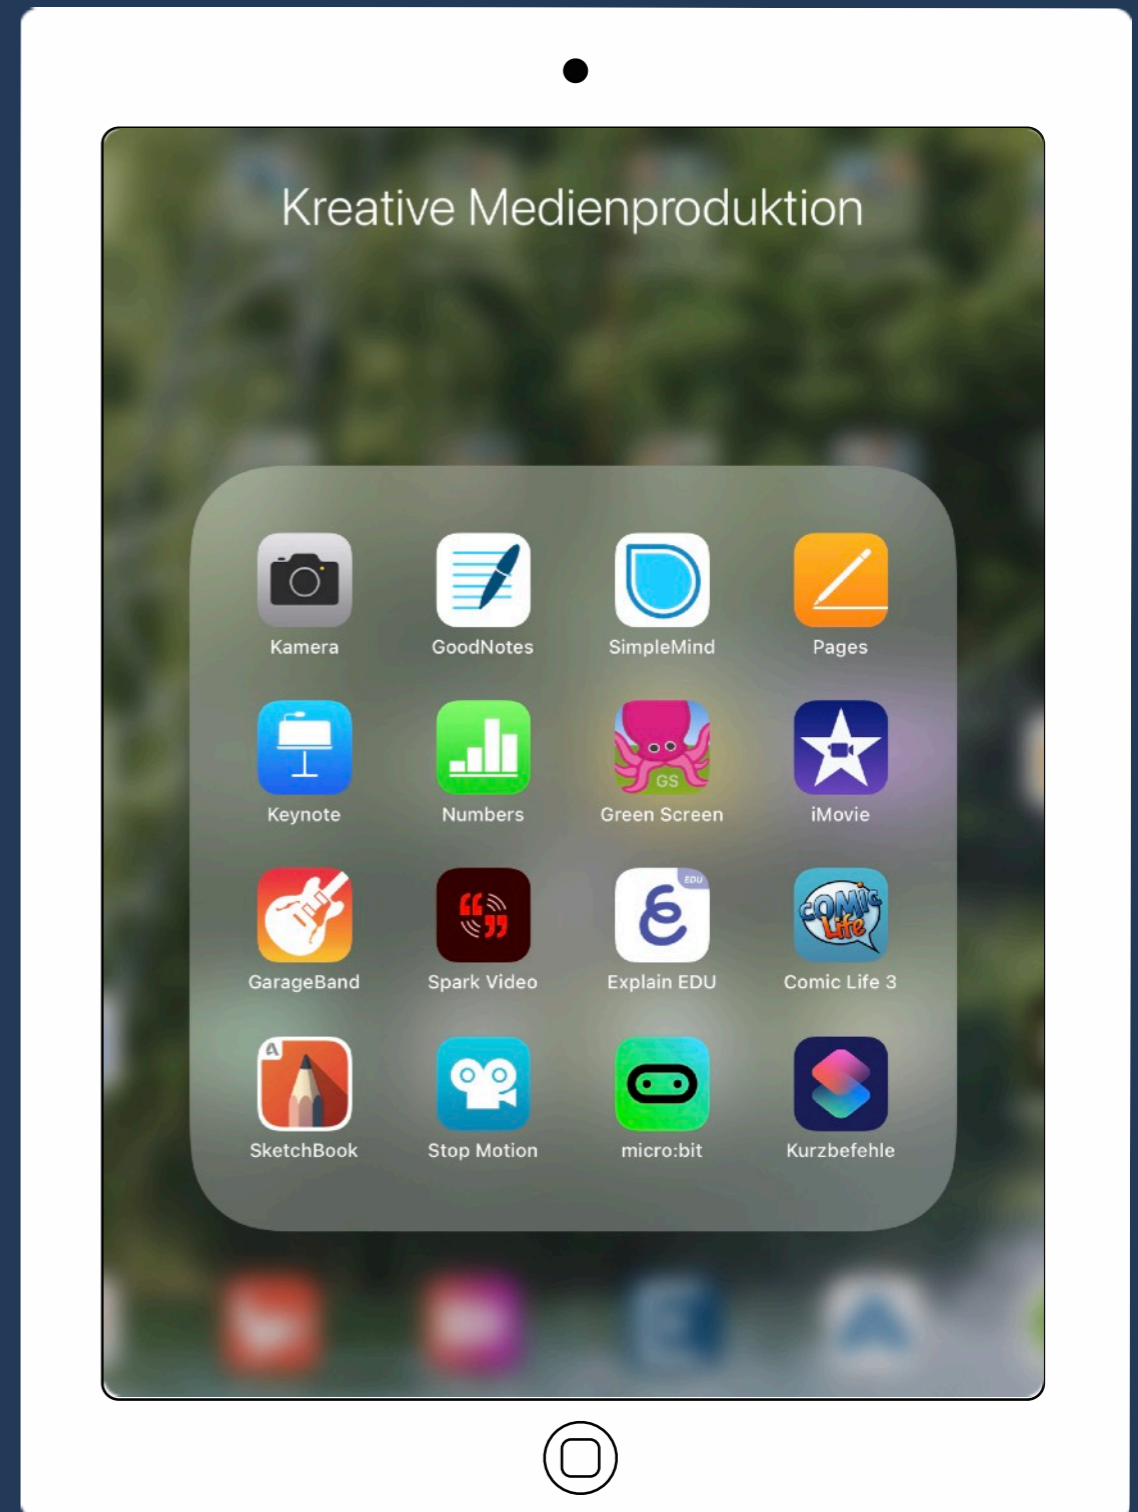 Kreative Medienproduktion
Kamera GoodNotes SimpleMind Pages
GS
Keynote Numbers Green Screen iMovie
EDU
COMic
Life
GarageBand Spark Video Explain EDU Comic Life 3
SketchBook Stop Motion micro:bit Kurzbefehle